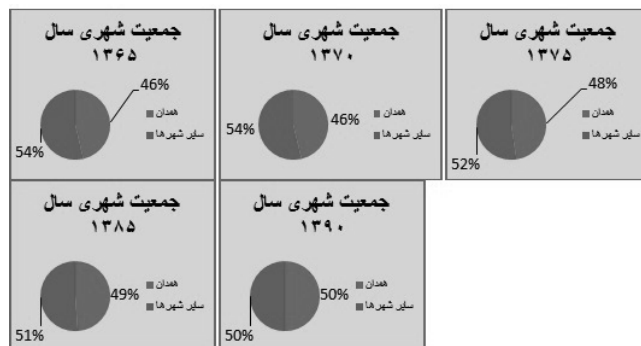 جمعیت شهری سال
۱۳۶۵
46%
54%
همدان
سایر شهرها
جمعیت شهری سال
۱۳۷۰
46%
54%
همدان
سایر شهرها
جمعیت شهری سال
۱۳۷۵
48%
52%
همدان
سایر شهرها
جمعیت شهری سال
۱۳۸۵
49%
51%
همدان
سایر شهرها
جمعیت شهری سال
۱۳۹۰
50%
50%
همدان
سایر شهرها